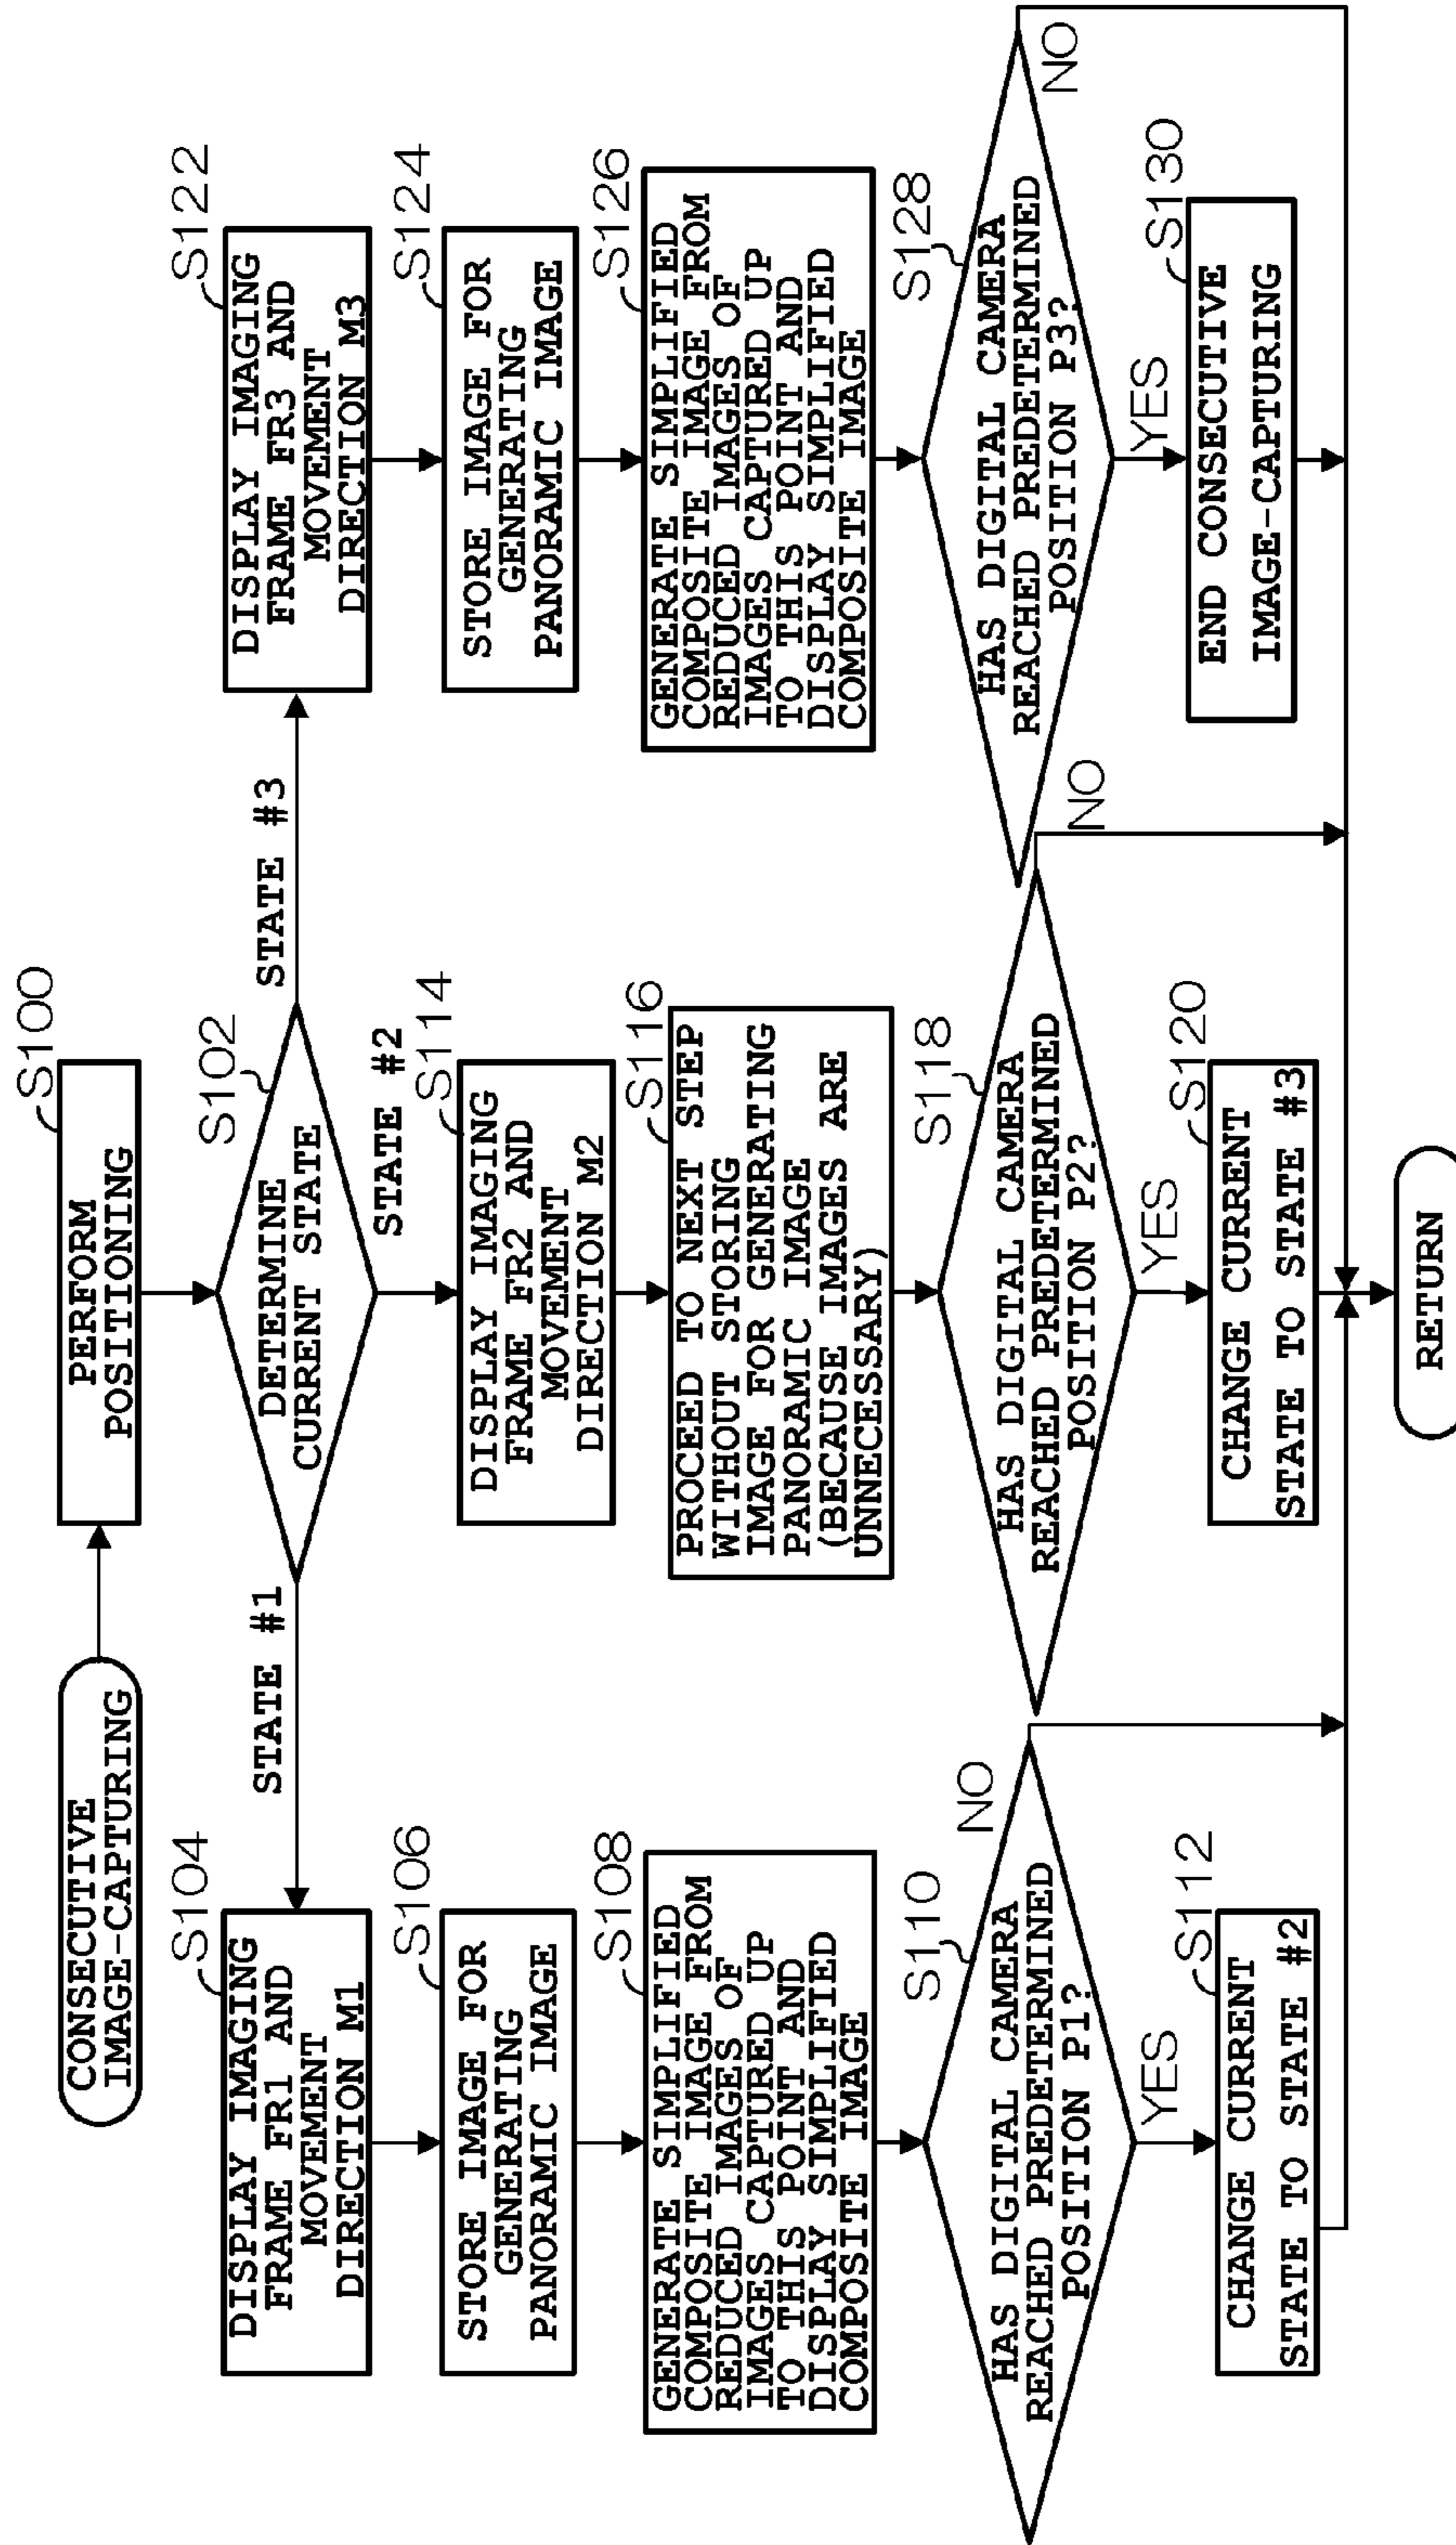 CONSECUTIVE
IMAGE-CAPTURING
S100
PERFORM
POSITIONING
S102
DETERMINE
CURRENT STATE
STATE #1
STATE #2
STATE #3
S104
DISPLAY IMAGING
FRAME FR1 AND
MOVEMENT
DIRECTION M1
S106
STORE IMAGE FOR
GENERATING
PANORAMIC IMAGE
S108
GENERATE SIMPLIFIED
COMPOSITE IMAGE FROM
REDUCED IMAGES OF
IMAGES CAPTURED UP
TO THIS POINT AND
DISPLAY SIMPLIFIED
COMPOSITE IMAGE
S110
HAS DIGITAL CAMERA
REACHED PREDETERMINED
POSITION P1?
NO
YES
S112
CHANGE CURRENT
STATE TO STATE #2
S114
DISPLAY IMAGING
FRAME FR2 AND
MOVEMENT
DIRECTION M2
S116
PROCEED TO NEXT STEP
WITHOUT STORING
IMAGE FOR GENERATING
PANORAMIC IMAGE
(BECAUSE IMAGES ARE
UNNECESSARY)
S118
HAS DIGITAL CAMERA
REACHED PREDETERMINED
POSITION P2?
NO
YES
S120
CHANGE CURRENT
STATE TO STATE #3
S122
DISPLAY IMAGING
FRAME FR3 AND
MOVEMENT
DIRECTION M3
S124
STORE IMAGE FOR
GENERATING
PANORAMIC IMAGE
S126
GENERATE SIMPLIFIED
COMPOSITE IMAGE FROM
REDUCED IMAGES OF
IMAGES CAPTURED UP
TO THIS POINT AND
DISPLAY SIMPLIFIED
COMPOSITE IMAGE
S128
HAS DIGITAL CAMERA
REACHED PREDETERMINED
POSITION P3?
NO
YES
S130
END CONSECUTIVE
IMAGE-CAPTURING
RETURN